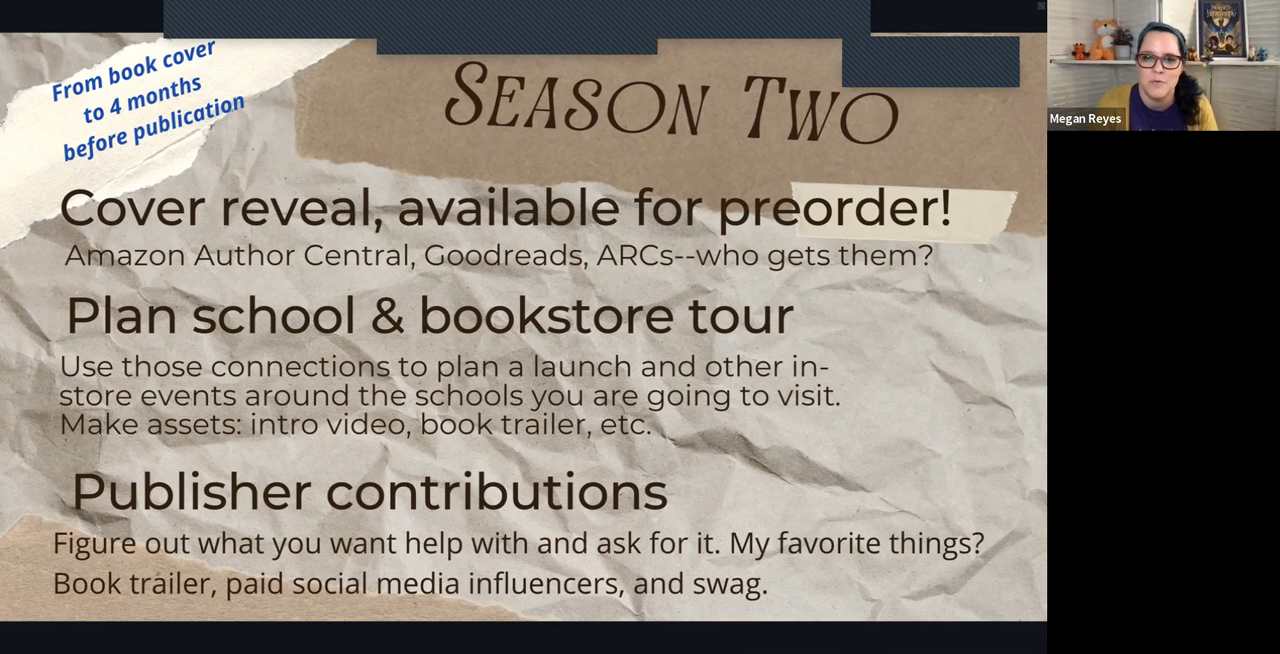 From book cover
to 4 months
before publication
SEASON TWO
Cover reveal, available for preorder!
Amazon Author Central, Goodreads, ARCs--who gets them?
Plan school & bookstore tour
Use those connections to plan a launch and other in-
store events around the schools you are going to visit.
Make assets: intro video, book trailer, etc.
Publisher contributions
Figure out what you want help with and ask for it. My favorite things?
Book trailer, paid social media influencers, and swag.
Megan Reyes